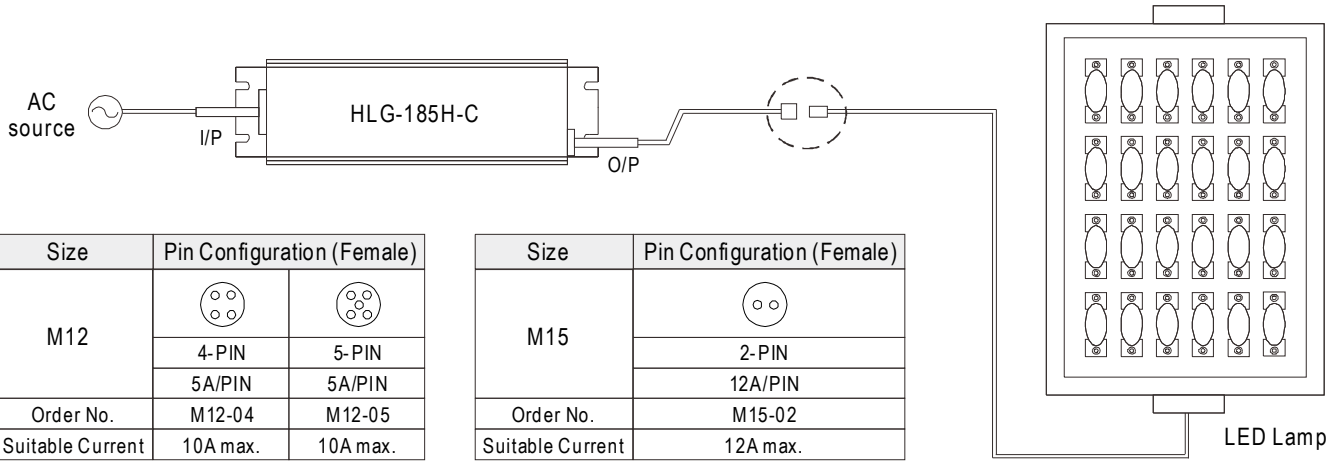 AC
source
I/P
HLG-185H-C
O/P
LED Lamp
Size Pin Configuration (Female)
M12
4-PIN 5-PIN
5A/PIN 5A/PIN
Order No. M12-04 M12-05
Suitable Current 10A max. 10A max.
Size Pin Configuration (Female)
M15
2-PIN
12A/PIN
Order No. M15-02
Suitable Current 12A max.